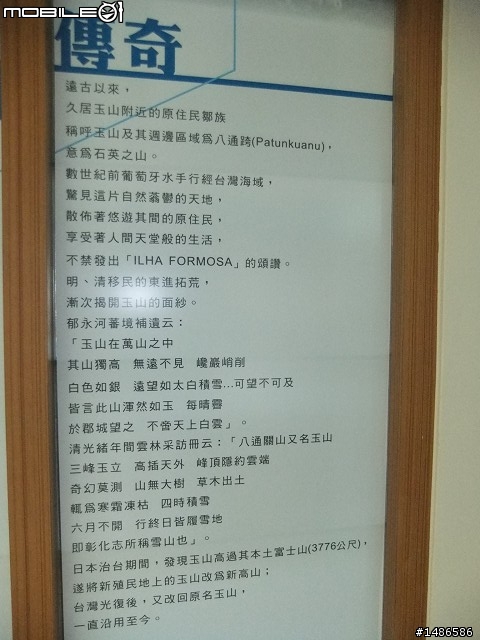 MOBILE01
傳奇
遠古以來，
久居玉山附近的原住民鄒族
稱呼玉山及其週邊區域為八通跨(Patunkuanu)，
意為石英之山。
數世紀前葡萄牙水手行經台灣海域，
驚見這片自然蓊鬱的天地，
散佈著悠遊其間的原住民，
享受著人間天堂般的生活，
不禁發出「ILHA FORMOSA」的頌讚。
明、清移民的東進拓荒，
漸次揭開玉山的面紗。
郁永河蕃境補遺云：
「玉山在萬山之中
其山獨高　無遠不見　巉巖峭削
白色如銀　遠望如太白積雪...可望不可及
皆言此山渾然如玉　每晴霽
於郡城望之　不啻天上白雲」。
清光緒年間雲林采訪冊云：「八通關山又名玉山
三峰玉立　高插天外　峰頂隱約雲端
奇幻莫測　山無大樹　草木出土
輒為寒霜凍枯　四時積雪
六月不開　行終日皆履雪地
即彰化志所稱雪山也」。
日本治台期間，發現玉山高過其本土富士山(3776公尺)，
遂將新殖民地上的玉山改為新高山；
台灣光復後，又改回原名玉山，
一直沿用至今。
#1486586